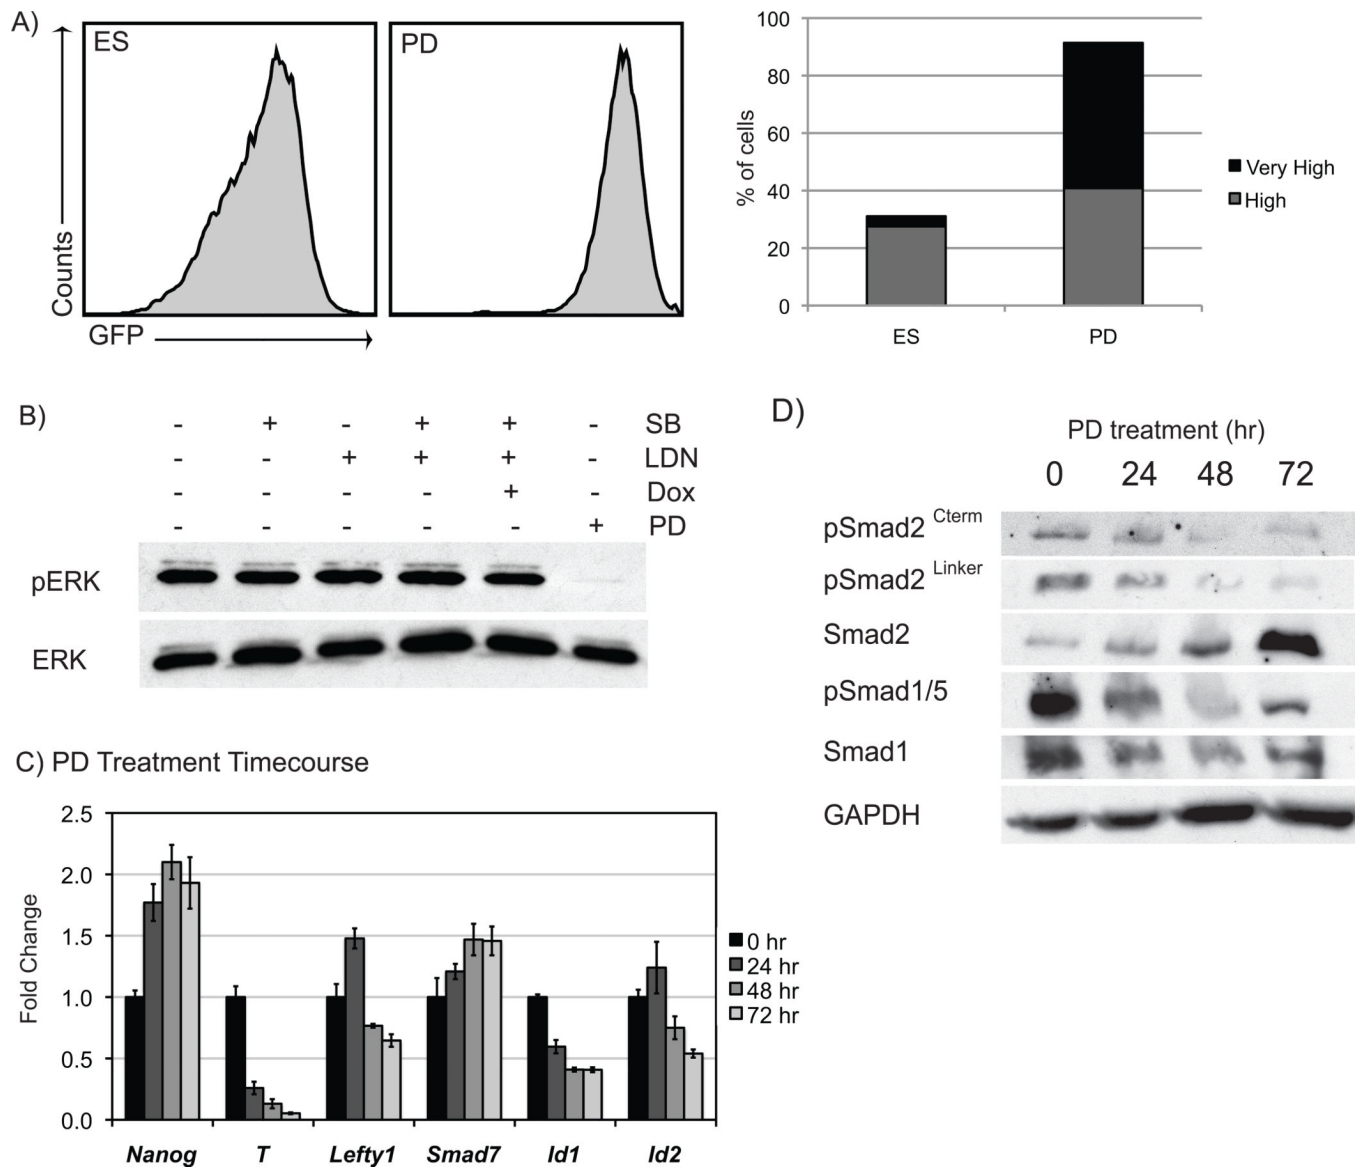 A)
ES
PD
Counts
GFP
% of cells
100
80
60
40
20
0
ES PD
Very High
High
B)
- + - + + - SB
- - + + + - LDN
- - - - + - Dox
- - - - - + PD
pERK
ERK
C) PD Treatment Timecourse
Fold Change
2.5
2.0
1.5
1.0
0.5
0.0
Nanog T Lefty1 Smad7 Id1 Id2
0 hr
24 hr
48 hr
72 hr
D)
PD treatment (hr)
0 24 48 72
pSmad2 Cterm
pSmad2 Linker
Smad2
pSmad1/5
Smad1
GAPDH